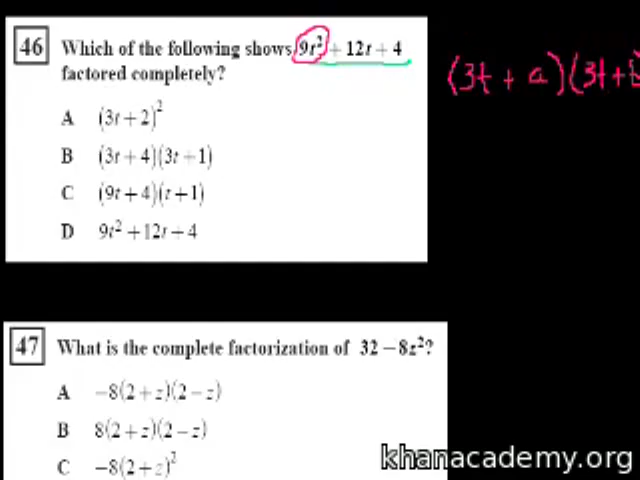 46 Which of the following shows 9t² + 12t + 4
factored completely?
A (3t + 2)²
B (3t + 4)(3t + 1)
C (9t + 4)(t + 1)
D 9t² + 12t + 4
(3t + a)(3t + b)
47 What is the complete factorization of 32 − 8z²?
A −8(2 + z)(2 − z)
B 8(2 + z)(2 − z)
C −8(2 + z)²
khanacademy.org